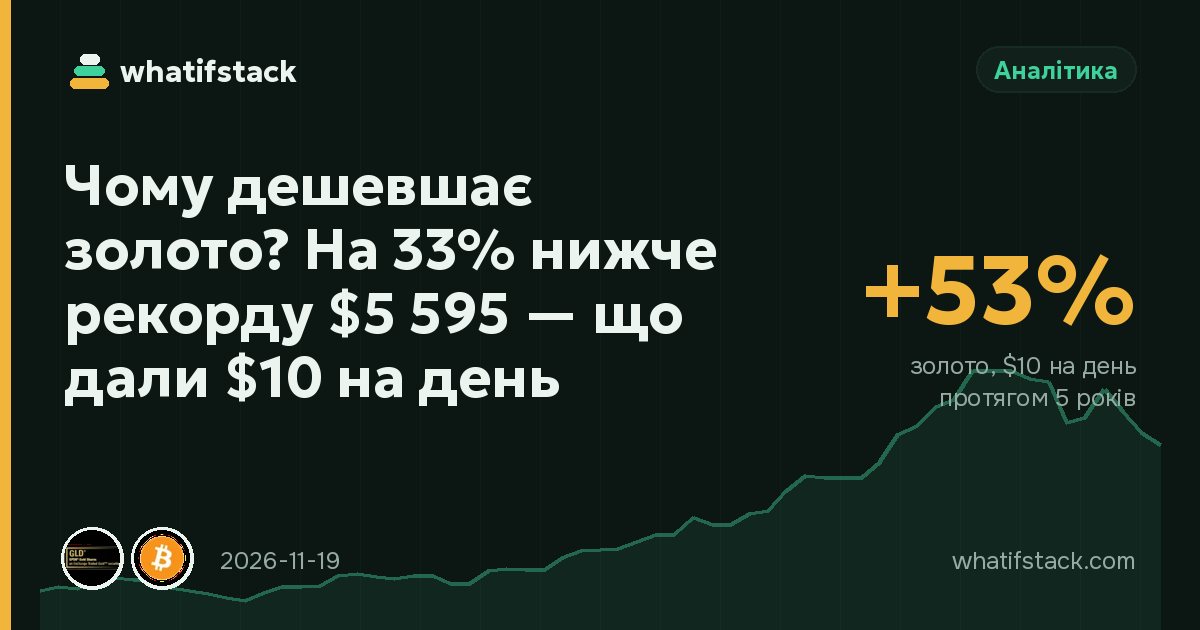 whatifstack
Аналітика
Чому дешевшає
золото? На 33% нижче
рекорду $5 595 — що
дали $10 на день
+53%
золото, $10 на день
протягом 5 років
GLD
2026-11-19
whatifstack.com